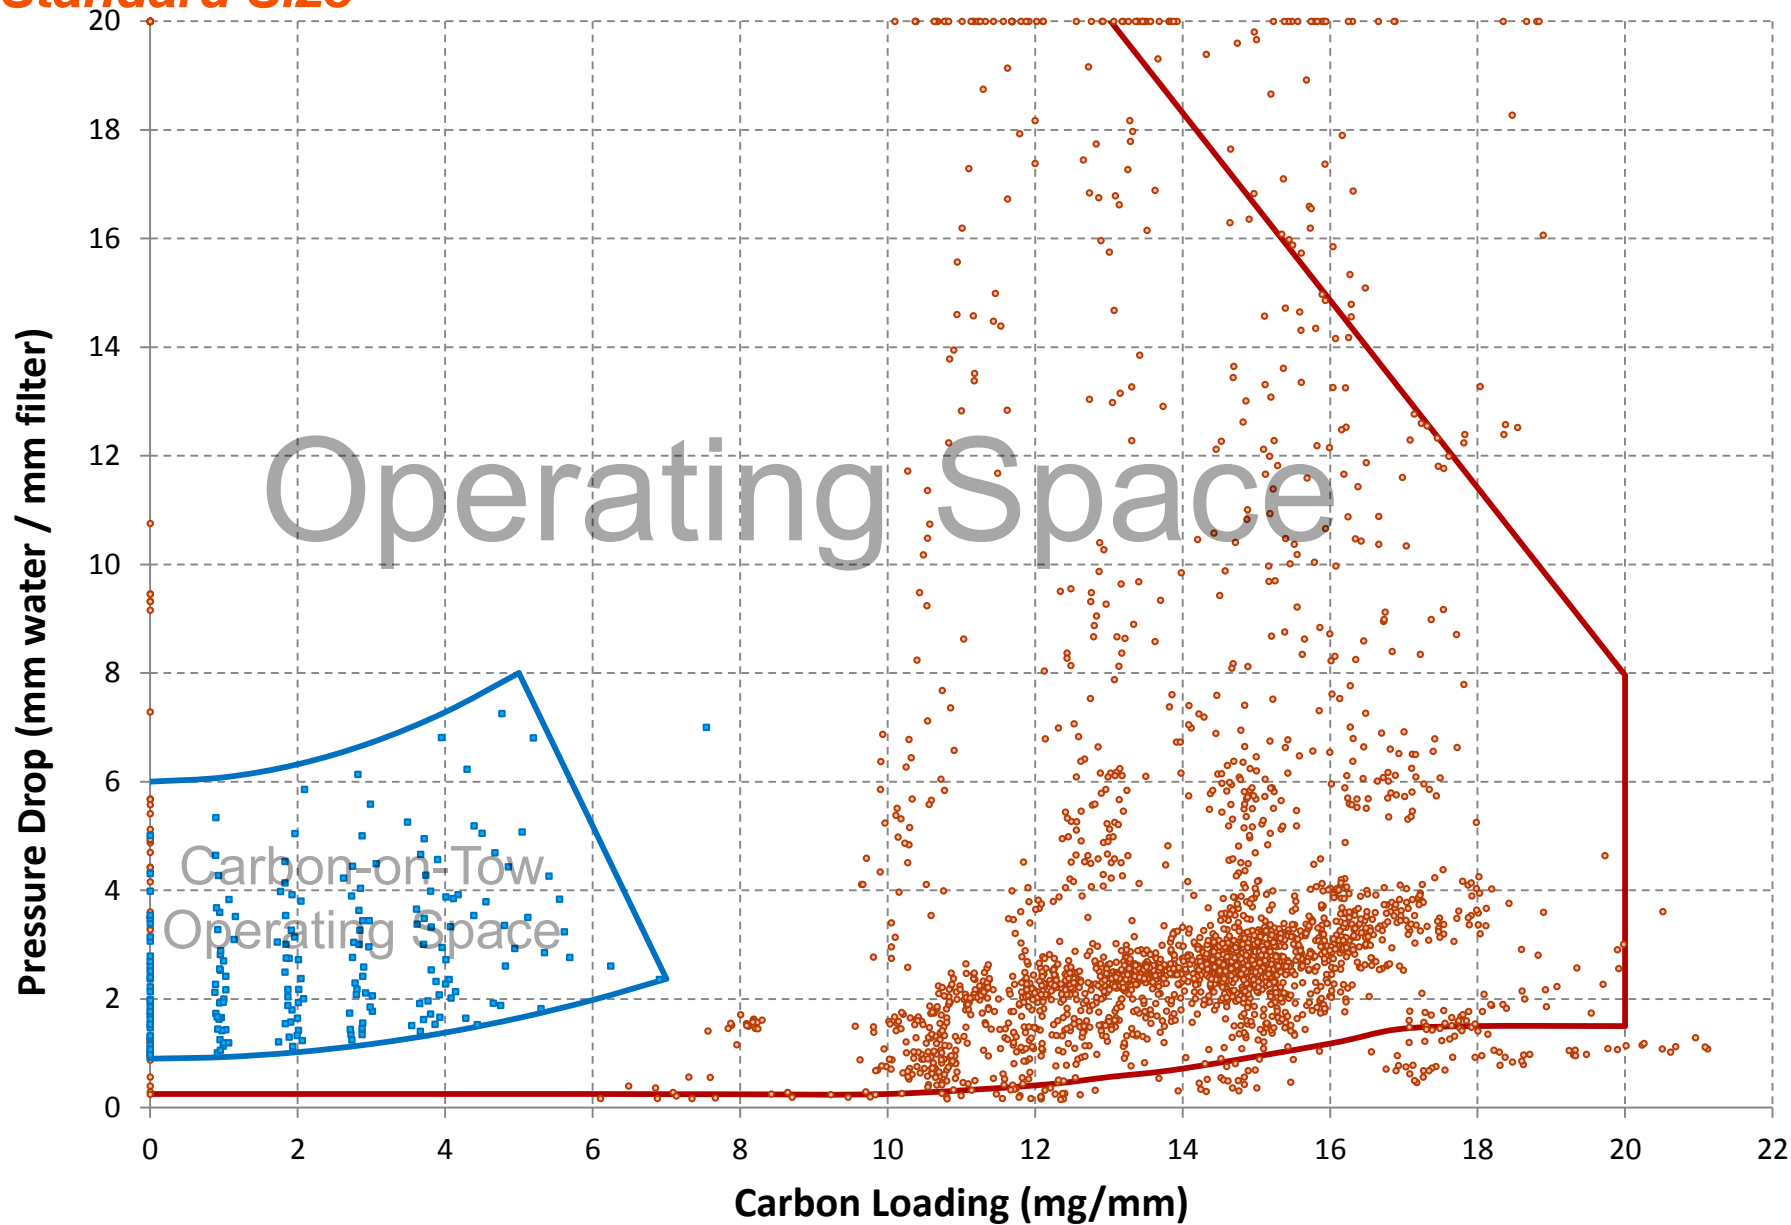 Standard Size
20
18
16
14
12
10
8
6
4
2
0
Pressure Drop (mm water / mm filter)
Operating Space
Carbon-on-Tow
Operating Space
0 2 4 6 8 10 12 14 16 18 20 22
Carbon Loading (mg/mm)